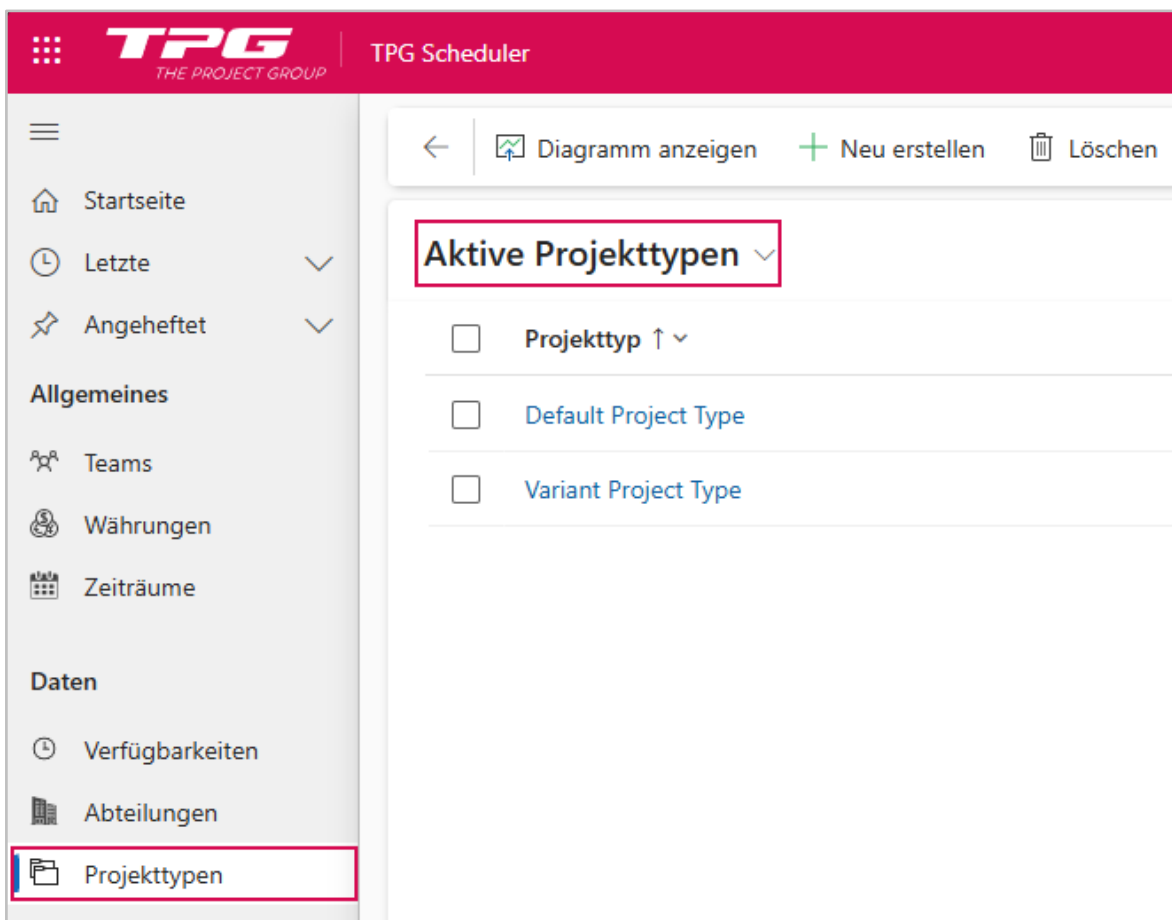 TPG
THE PROJECT GROUP
TPG Scheduler
Startseite
Letzte
Angeheftet
Allgemeines
Teams
Währungen
Zeiträume
Daten
Verfügbarkeiten
Abteilungen
Projekttypen
Diagramm anzeigen
Neu erstellen
Löschen
Aktive Projekttypen
Projekttyp
Default Project Type
Variant Project Type